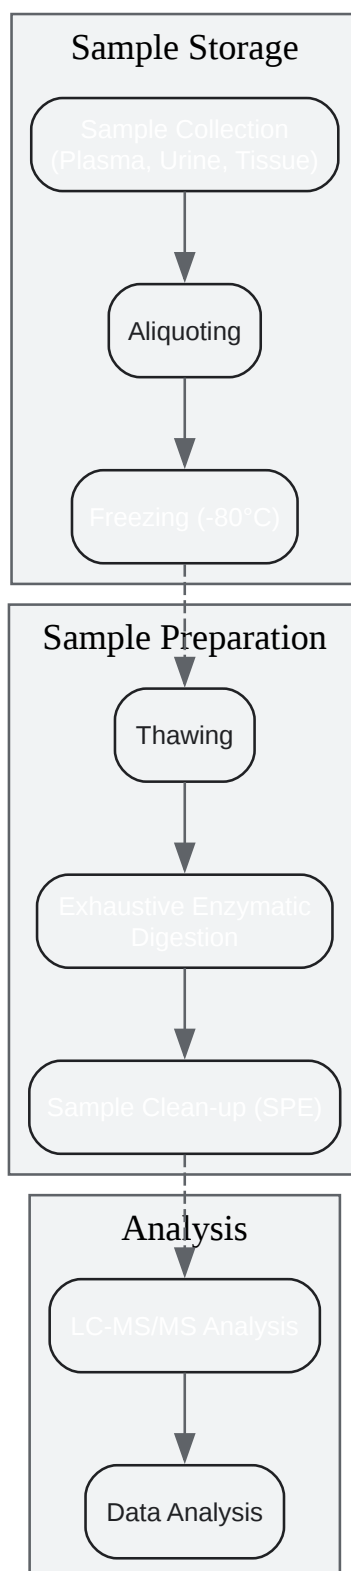 Sample Storage
Sample Collection
(Plasma, Urine, Tissue)
Aliquoting
Freezing (-80°C)
Sample Preparation
Thawing
Exhaustive Enzymatic
Digestion
Sample Clean-up (SPE)
Analysis
LC-MS/MS Analysis
Data Analysis